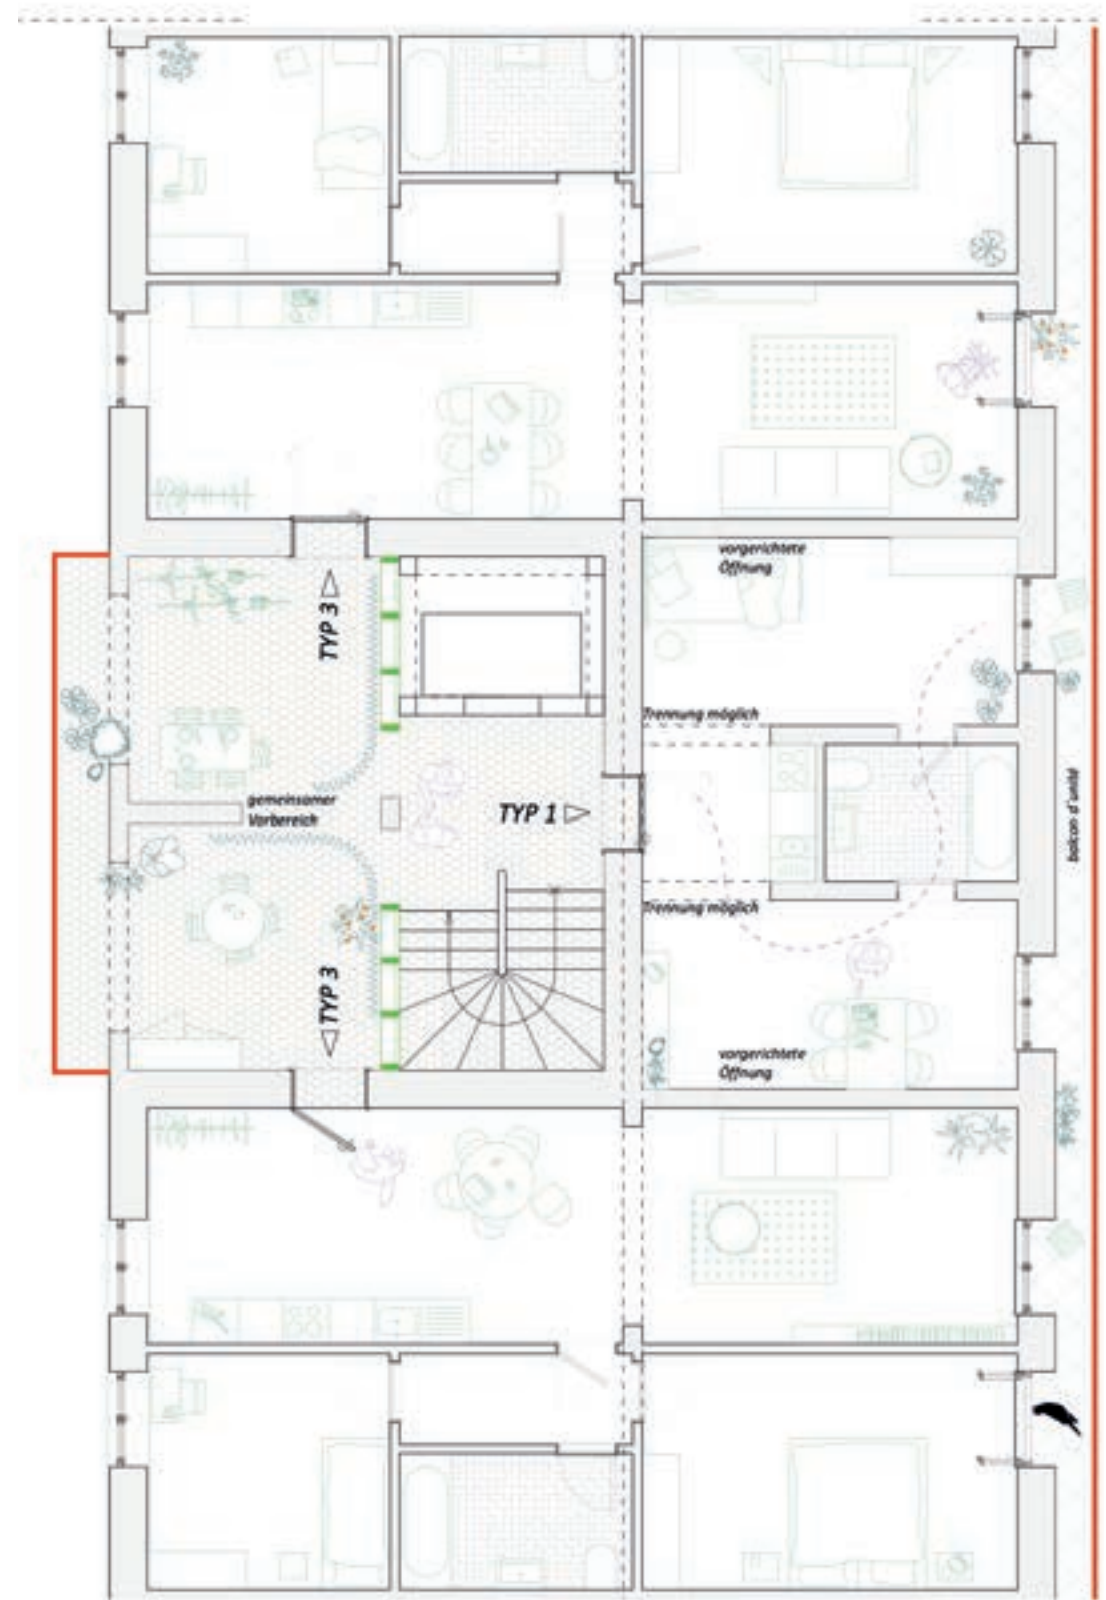 vorgerichtete
Öffnung
TYP 3
Trennung möglich
gemeinsamer
Vorbereich
TYP 1
balcon d'unité
Trennung möglich
TYP 3
vorgerichtete
Öffnung